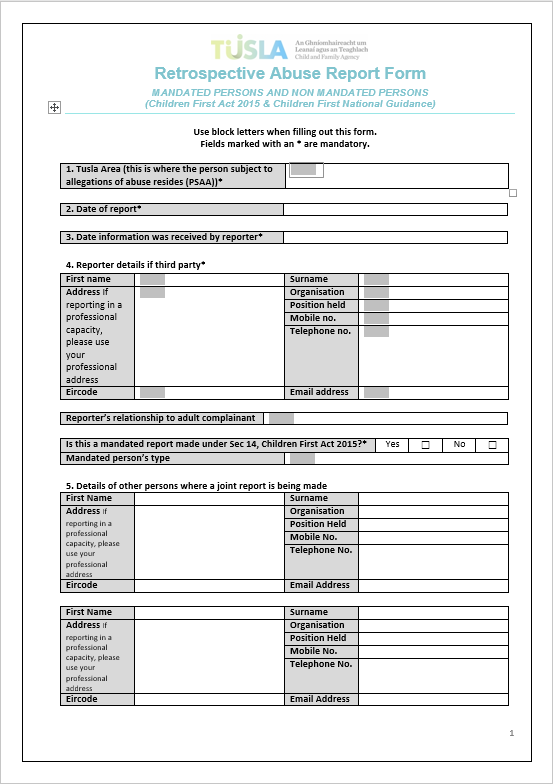 TUSLA
An Ghníomhaireacht um
Leanaí agus an Teaghlach
Child and Family Agency
Retrospective Abuse Report Form
MANDATED PERSONS AND NON MANDATED PERSONS
(Children First Act 2015 & Children First National Guidance)
Use block letters when filling out this form.
Fields marked with an * are mandatory.
1. Tusla Area (this is where the person subject to
allegations of abuse resides (PSAA))*
2. Date of report*
3. Date information was received by reporter*
4. Reporter details if third party*
First name
Surname
Address If
reporting in a
professional
capacity,
please use
your
professional
address
Organisation
Position held
Mobile no.
Telephone no.
Eircode
Email address
Reporter's relationship to adult complainant
Is this a mandated report made under Sec 14, Children First Act 2015?* Yes ☐ No ☐
Mandated person's type
5. Details of other persons where a joint report is being made
First Name
Surname
Address If
reporting in a
professional
capacity, please
use your
professional
address
Organisation
Position Held
Mobile No.
Telephone No.
Eircode
Email Address
First Name
Surname
Address If
reporting in a
professional
capacity, please
use your
professional
address
Organisation
Position Held
Mobile No.
Telephone No.
Eircode
Email Address
1